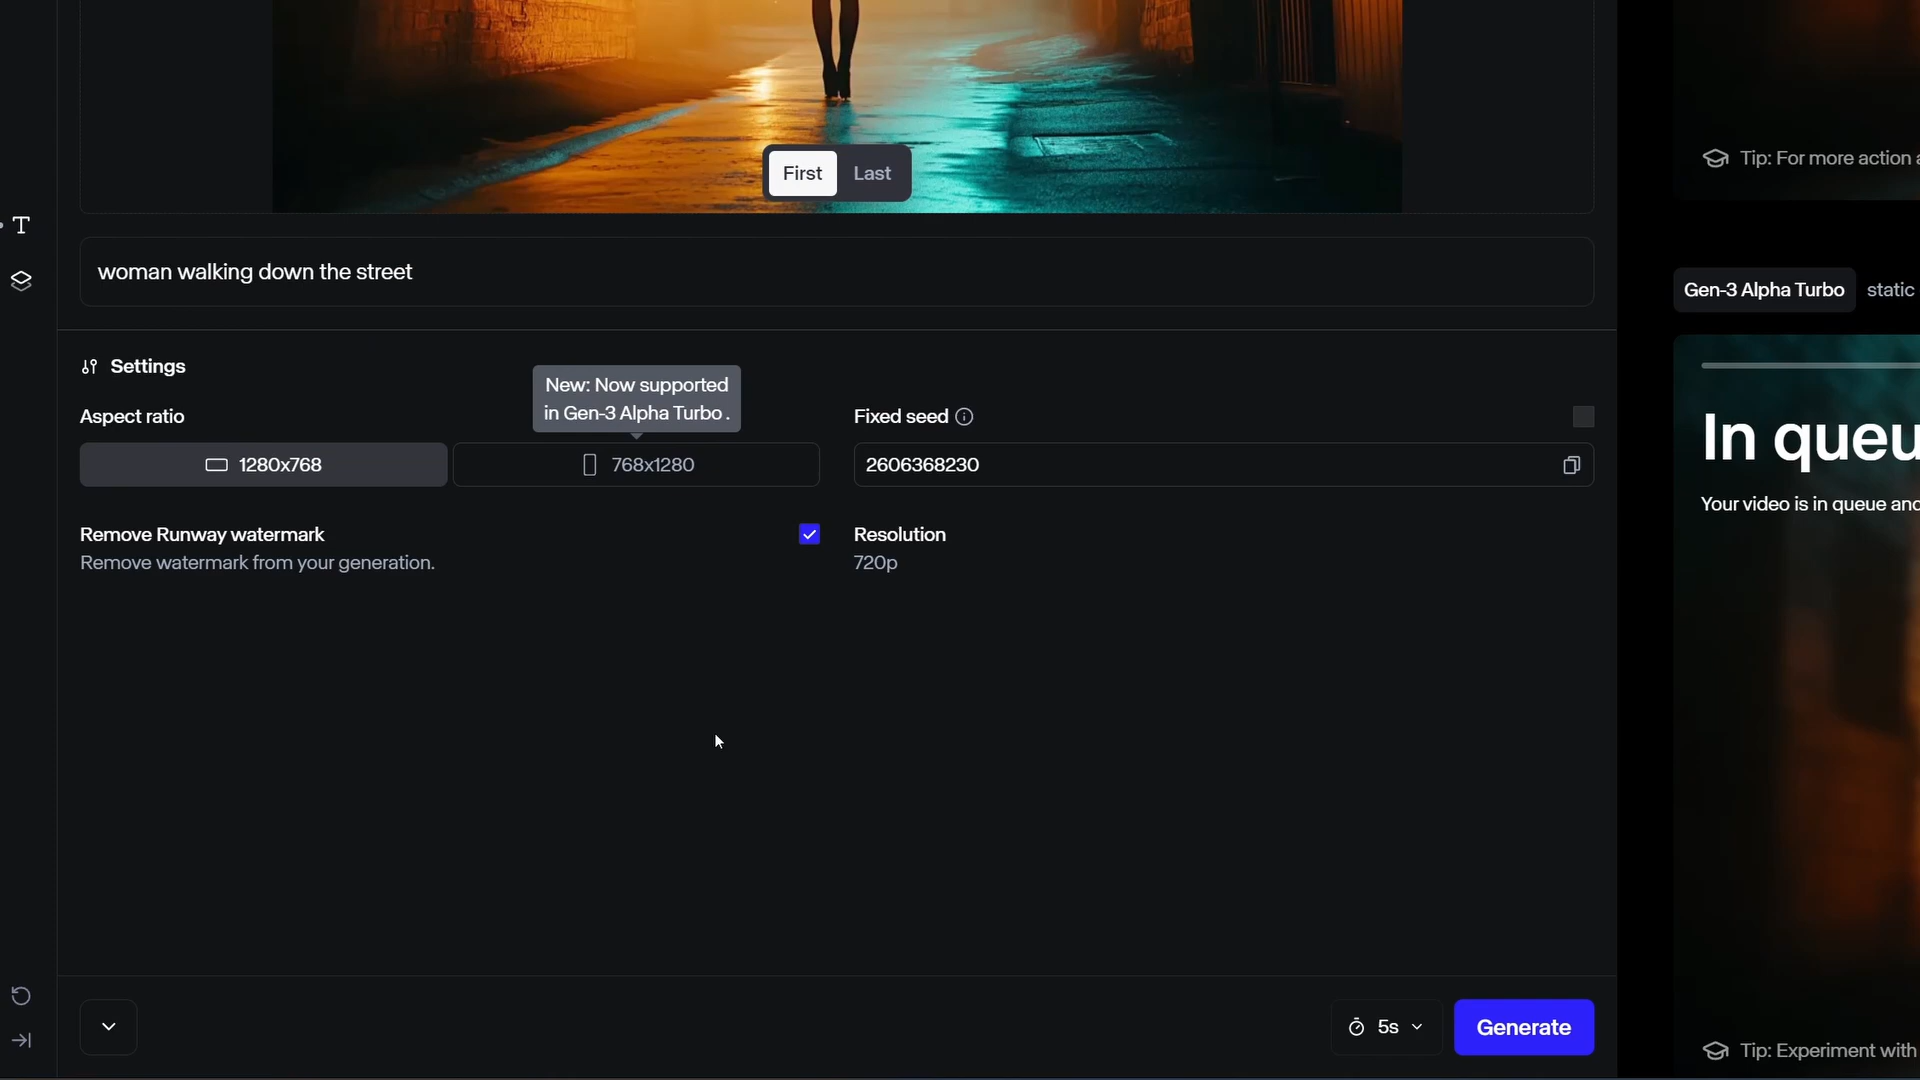 First Last
woman walking down the street
Settings
New: Now supported
in Gen-3 Alpha Turbo.
Aspect ratio
1280x768
768x1280
Fixed seed
2606368230
Remove Runway watermark
Remove watermark from your generation.
Resolution
720p
5s
Generate
Tip: For more action
Gen-3 Alpha Turbo static
In queu
Your video is in queue and
Tip: Experiment with